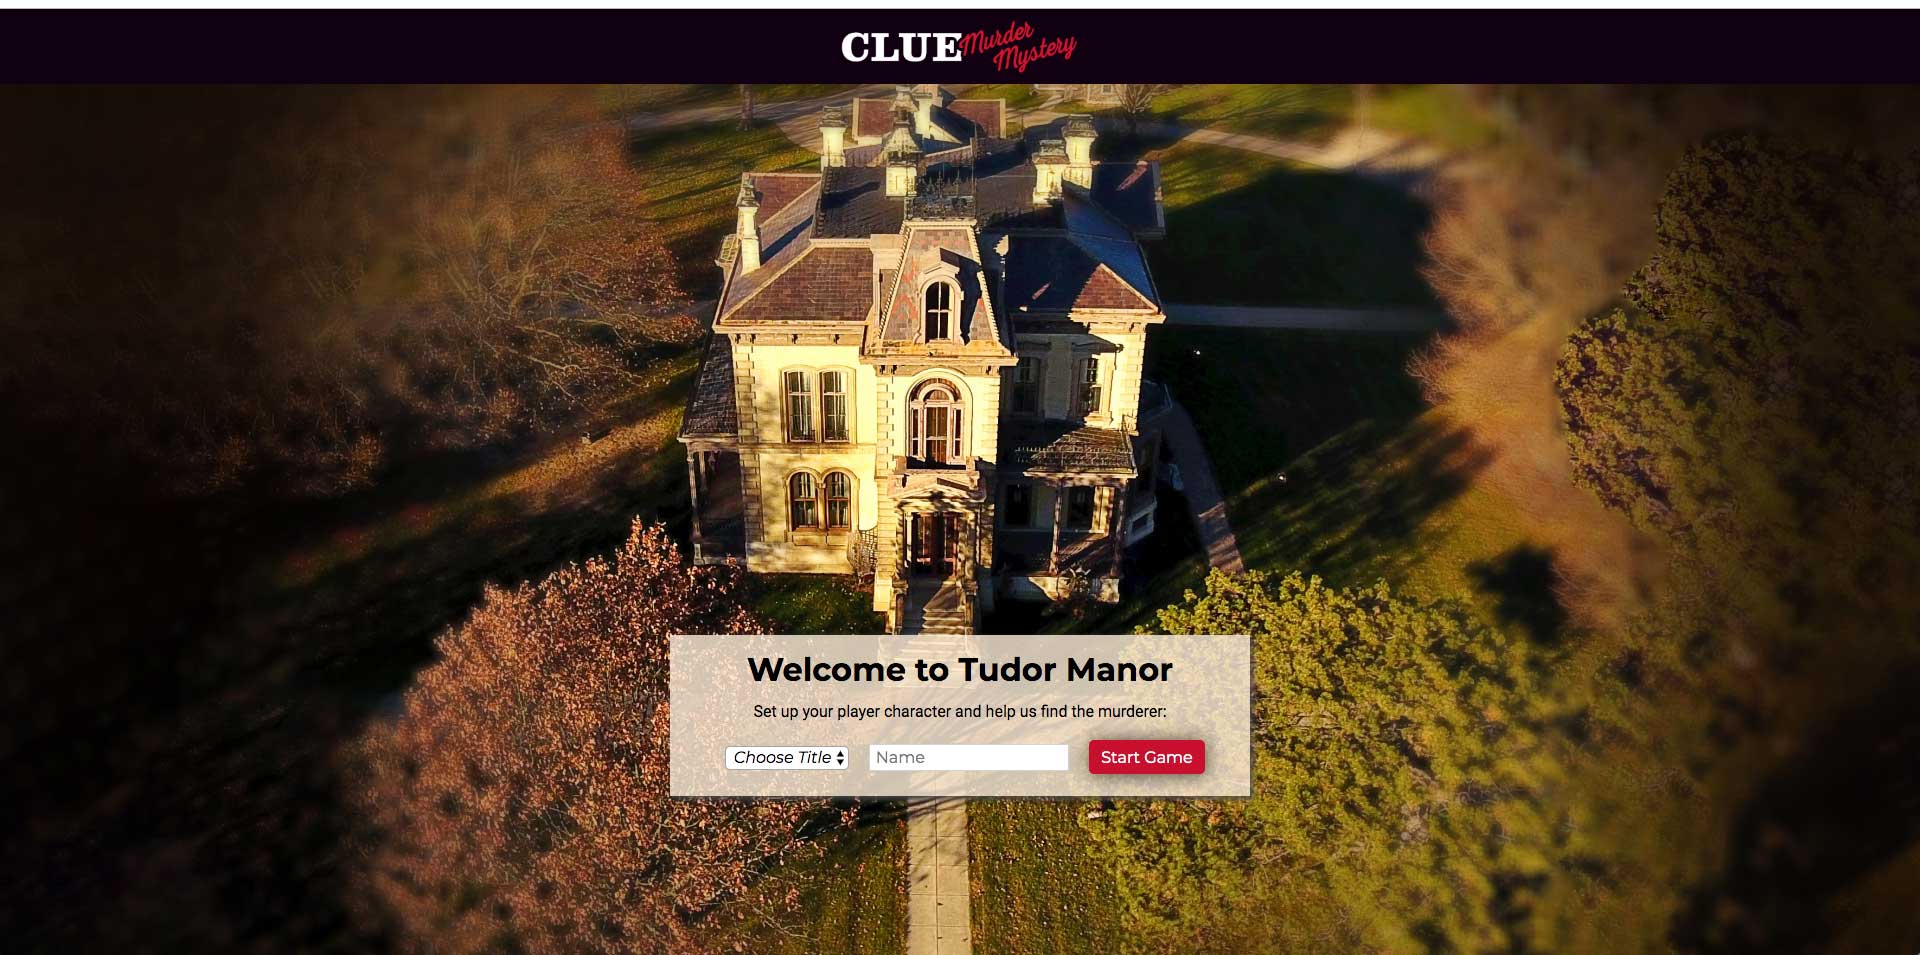 CLUE Murder Mystery
Welcome to Tudor Manor
Set up your player character and help us find the murderer:
Choose Title Name Start Game